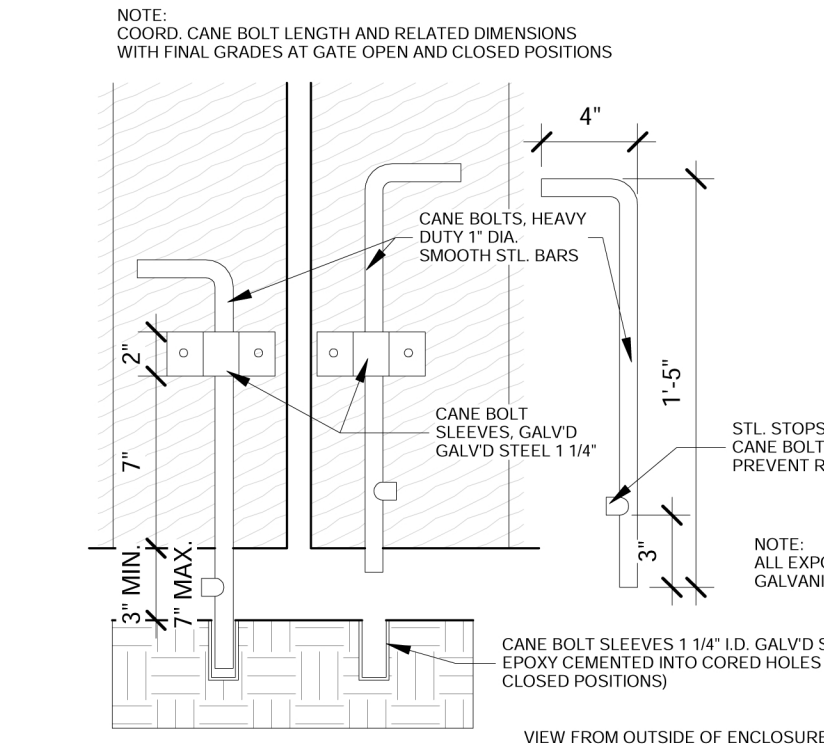 NOTE:
COORD. CANE BOLT LENGTH AND RELATED DIMENSIONS
WITH FINAL GRADES AT GATE OPEN AND CLOSED POSITIONS
4"
CANE BOLTS, HEAVY
DUTY 1" DIA.
SMOOTH STL. BARS
2"
7"
1'-5"
CANE BOLT
SLEEVES, GALV'D
GALV'D STEEL 1 1/4"
STL. STOPS
CANE BOLT
PREVENT R
3"
3" MIN.
7" MAX.
NOTE:
ALL EXPO
GALVANI
CANE BOLT SLEEVES 1 1/4" I.D. GALV'D S
EPOXY CEMENTED INTO CORED HOLES
CLOSED POSITIONS)
VIEW FROM OUTSIDE OF ENCLOSURE